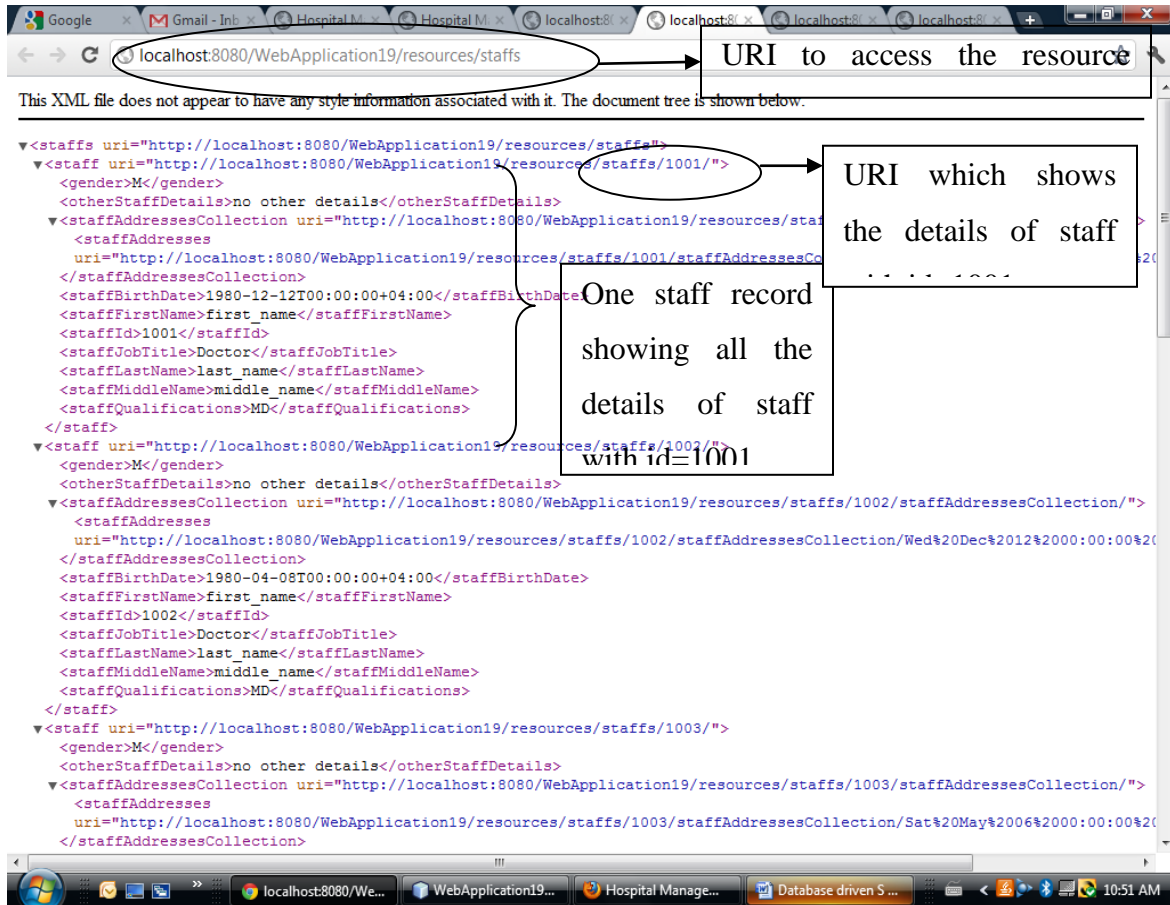 Google
Gmail - Inb
Hospital M
Hospital M
localhost:8(
localhost:8(
localhost:8(
localhost:8(
localhost:8080/WebApplication19/resources/staffs
URI to access the resource
This XML file does not appear to have any style information associated with it. The document tree is shown below.
▼<staffs uri="http://localhost:8080/WebApplication19/resources/staffs">
▼<staff uri="http://localhost:8080/WebApplication19/resources/staffs/1001/">
<gender>M</gender>
<otherStaffDetails>no other details</otherStaffDetails>
▼<staffAddressesCollection uri="http://localhost:8080/WebApplication19/resources/staf
<staffAddresses
uri="http://localhost:8080/WebApplication19/resources/staffs/1001/staffAddressesCo
</staffAddressesCollection>
<staffBirthDate>1980-12-12T00:00:00+04:00</staffBirthDate>
<staffFirstName>first_name</staffFirstName>
<staffId>1001</staffId>
<staffJobTitle>Doctor</staffJobTitle>
<staffLastName>last_name</staffLastName>
<staffMiddleName>middle_name</staffMiddleName>
<staffQualifications>MD</staffQualifications>
</staff>
URI which shows
the details of staff
One staff record
showing all the
details of staff
with id=1001
▼<staff uri="http://localhost:8080/WebApplication19/resources/staffs/1002/">
<gender>M</gender>
<otherStaffDetails>no other details</otherStaffDetails>
▼<staffAddressesCollection uri="http://localhost:8080/WebApplication19/resources/staffs/1002/staffAddressesCollection/">
<staffAddresses
uri="http://localhost:8080/WebApplication19/resources/staffs/1002/staffAddressesCollection/Wed%20Dec%2012%2000:00:00%20
</staffAddressesCollection>
<staffBirthDate>1980-04-08T00:00:00+04:00</staffBirthDate>
<staffFirstName>first_name</staffFirstName>
<staffId>1002</staffId>
<staffJobTitle>Doctor</staffJobTitle>
<staffLastName>last_name</staffLastName>
<staffMiddleName>middle_name</staffMiddleName>
<staffQualifications>MD</staffQualifications>
</staff>
▼<staff uri="http://localhost:8080/WebApplication19/resources/staffs/1003/">
<gender>M</gender>
<otherStaffDetails>no other details</otherStaffDetails>
▼<staffAddressesCollection uri="http://localhost:8080/WebApplication19/resources/staffs/1003/staffAddressesCollection/">
<staffAddresses
uri="http://localhost:8080/WebApplication19/resources/staffs/1003/staffAddressesCollection/Sat%20May%2006%2000:00:00%20
</staffAddressesCollection>
localhost:8080/We...
WebApplication19...
Hospital Manage...
Database driven S ...
10:51 AM